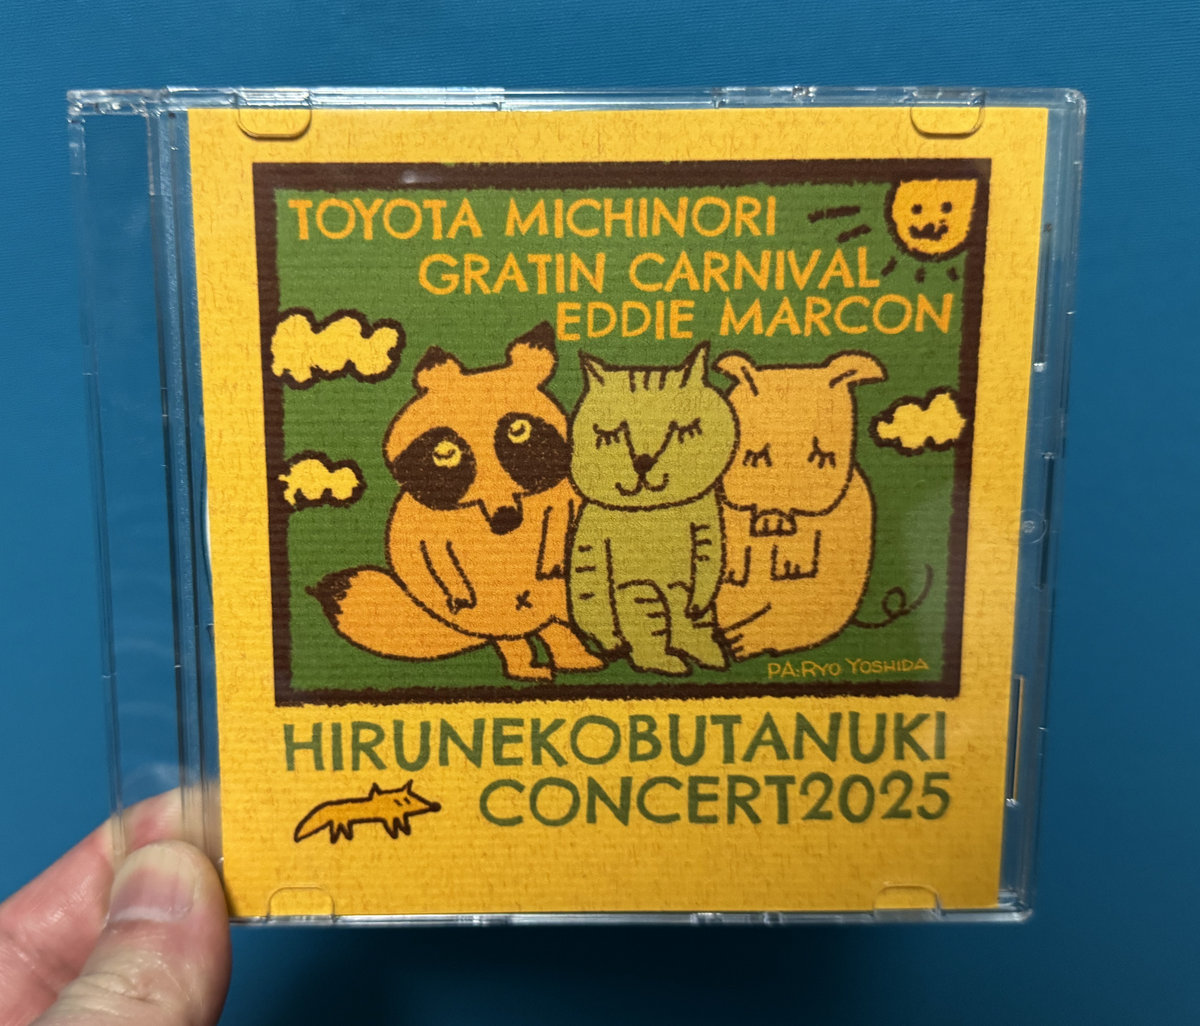 TOYOTA MICHINORI
GRATIN CARNIVAL
EDDIE MARCON
PA:RYO YOSHIDA
HIRUNEKOBUTANUKI
CONCERT2025